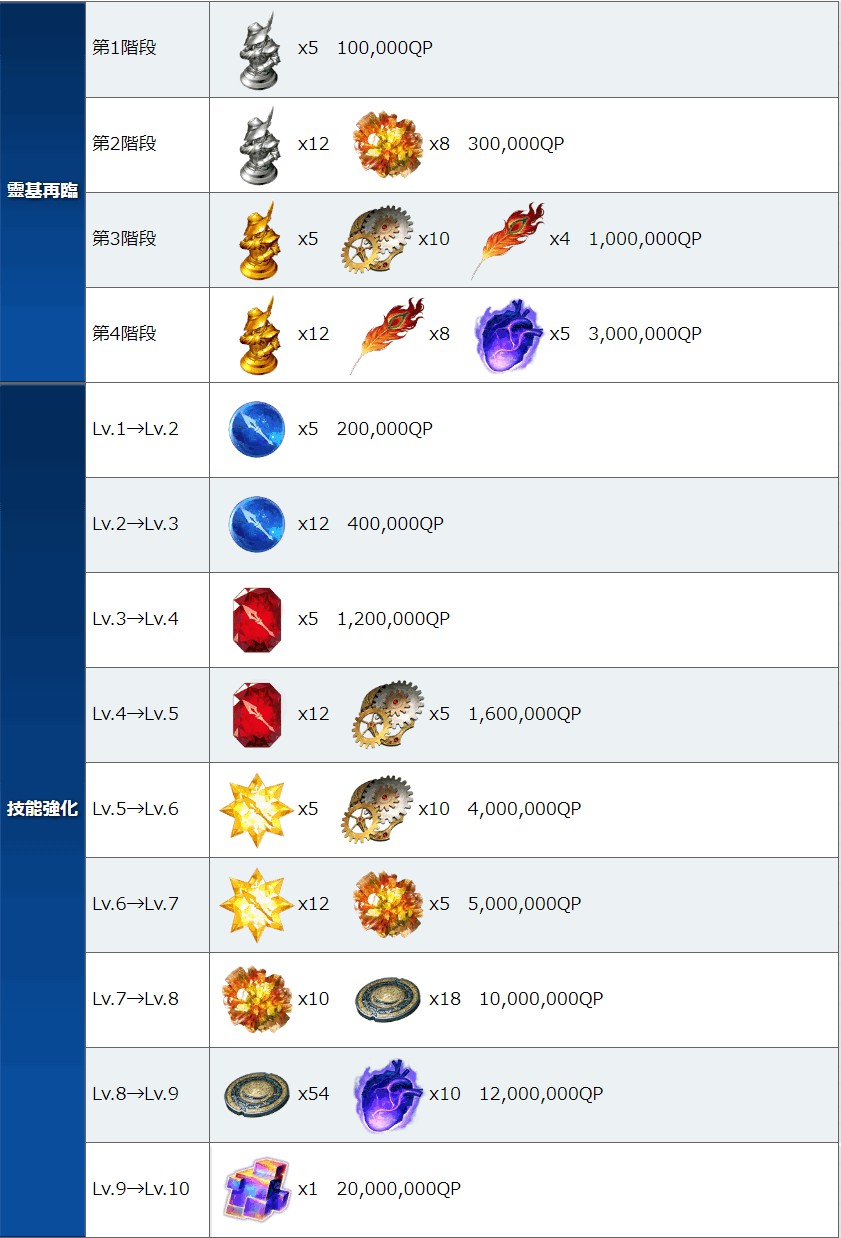 靈基再臨
第1階段 x5 100,000QP
第2階段 x12 x8 300,000QP
第3階段 x5 x10 x4 1,000,000QP
第4階段 x12 x8 x5 3,000,000QP
技能強化
Lv.1→Lv.2 x5 200,000QP
Lv.2→Lv.3 x12 400,000QP
Lv.3→Lv.4 x5 1,200,000QP
Lv.4→Lv.5 x12 x5 1,600,000QP
Lv.5→Lv.6 x5 x10 4,000,000QP
Lv.6→Lv.7 x12 x5 5,000,000QP
Lv.7→Lv.8 x10 x18 10,000,000QP
Lv.8→Lv.9 x54 x10 12,000,000QP
Lv.9→Lv.10 x1 20,000,000QP